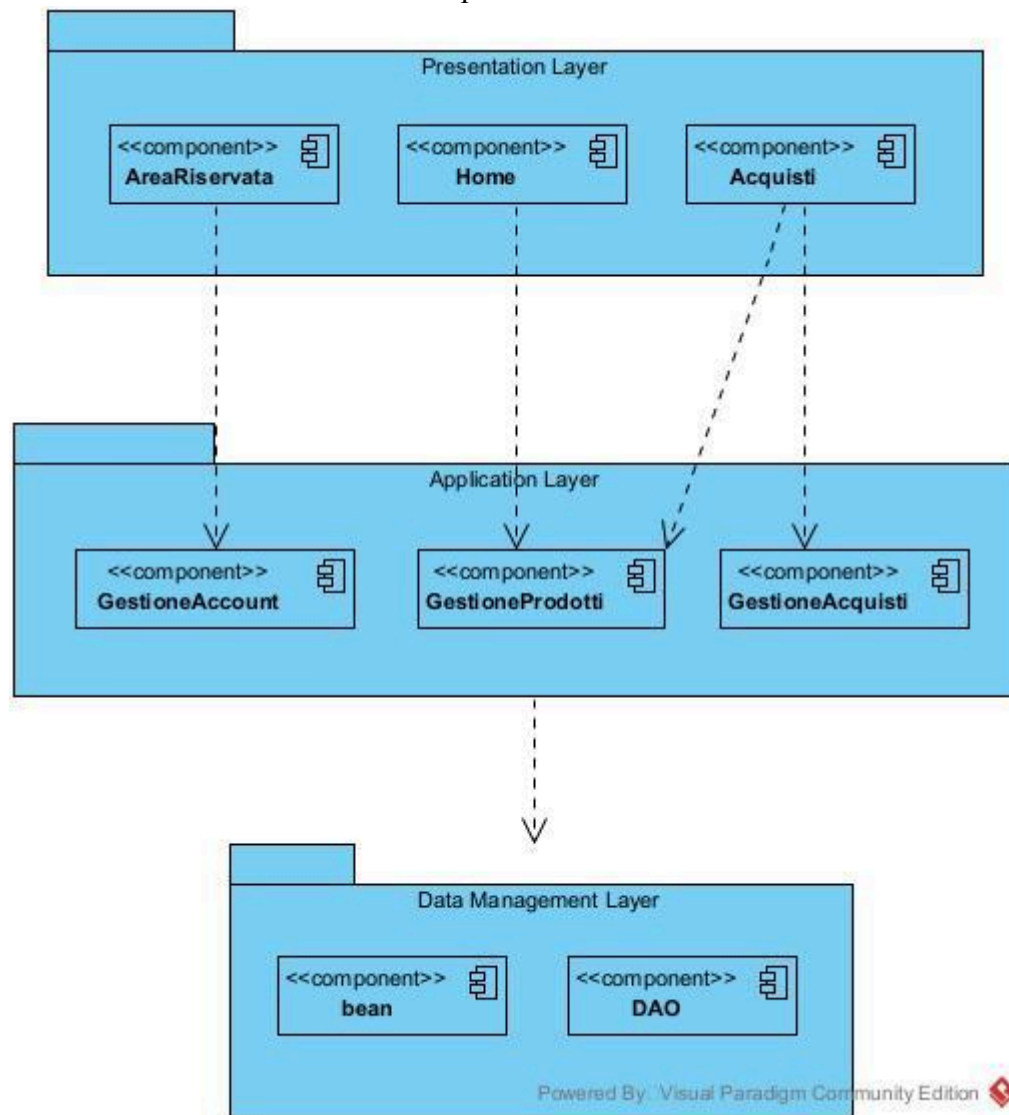 Presentation Layer
<<component>>
AreaRiservata
<<component>>
Home
<<component>>
Acquisti
Application Layer
<<component>>
GestioneAccount
<<component>>
GestioneProdotti
<<component>>
GestioneAcquisti
Data Management Layer
<<component>>
bean
<<component>>
DAO
Powered By: Visual Paradigm Community Edition